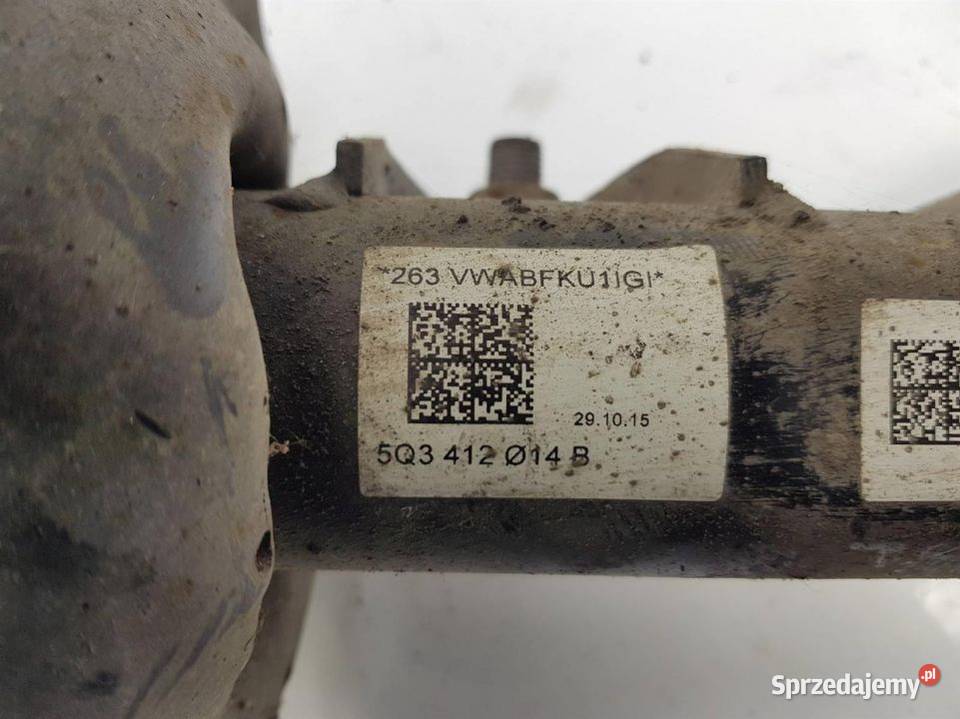 *263 VWABFKU1IGI*
29.10.15
5Q3 412 Ø14 B
Sprzedajemy.pl